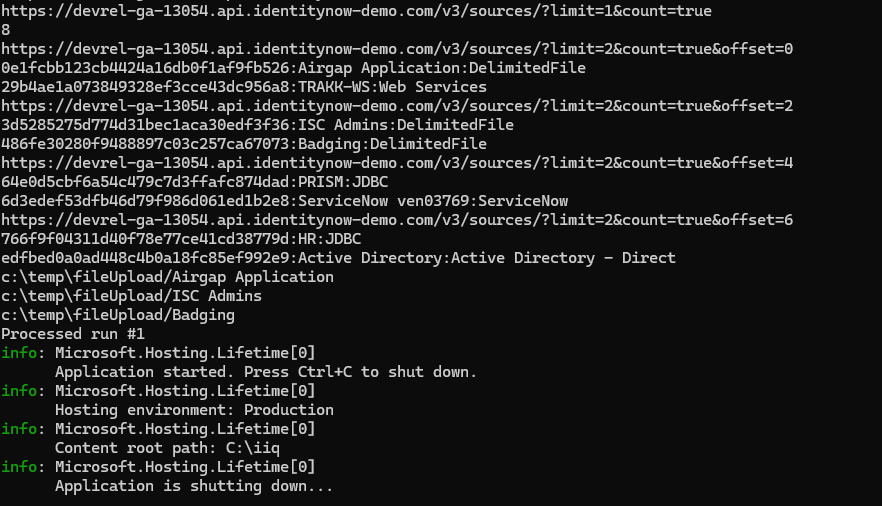 https://devrel-ga-13054.api.identitynow-demo.com/v3/sources/?limit=1&count=true
8
https://devrel-ga-13054.api.identitynow-demo.com/v3/sources/?limit=2&count=true&offset=0
0e1fcbb123cb4424a16db0f1af9fb526:Airgap Application:DelimitedFile
29b4ae1a073849328ef3cce43dc956a8:TRAKK-WS:Web Services
https://devrel-ga-13054.api.identitynow-demo.com/v3/sources/?limit=2&count=true&offset=2
3d5285275d774d31bec1aca30edf3f36:ISC Admins:DelimitedFile
486fe30280f9488897c03c257ca67073:Badging:DelimitedFile
https://devrel-ga-13054.api.identitynow-demo.com/v3/sources/?limit=2&count=true&offset=4
64e0d5cbf6a54c479c7d3ffafc874dad:PRISM:JDBC
6d3edef53dfb46d79f986d061ed1b2e8:ServiceNow ven03769:ServiceNow
https://devrel-ga-13054.api.identitynow-demo.com/v3/sources/?limit=2&count=true&offset=6
766f9f04311d40f78e77ce41cd38779d:HR:JDBC
edfbed0a0ad448c4b0a18fc85ef992e9:Active Directory:Active Directory - Direct
c:\temp\fileUpload/Airgap Application
c:\temp\fileUpload/ISC Admins
c:\temp\fileUpload/Badging
Processed run #1
info: Microsoft.Hosting.Lifetime[0]
Application started. Press Ctrl+C to shut down.
info: Microsoft.Hosting.Lifetime[0]
Hosting environment: Production
info: Microsoft.Hosting.Lifetime[0]
Content root path: C:\iiq
info: Microsoft.Hosting.Lifetime[0]
Application is shutting down...